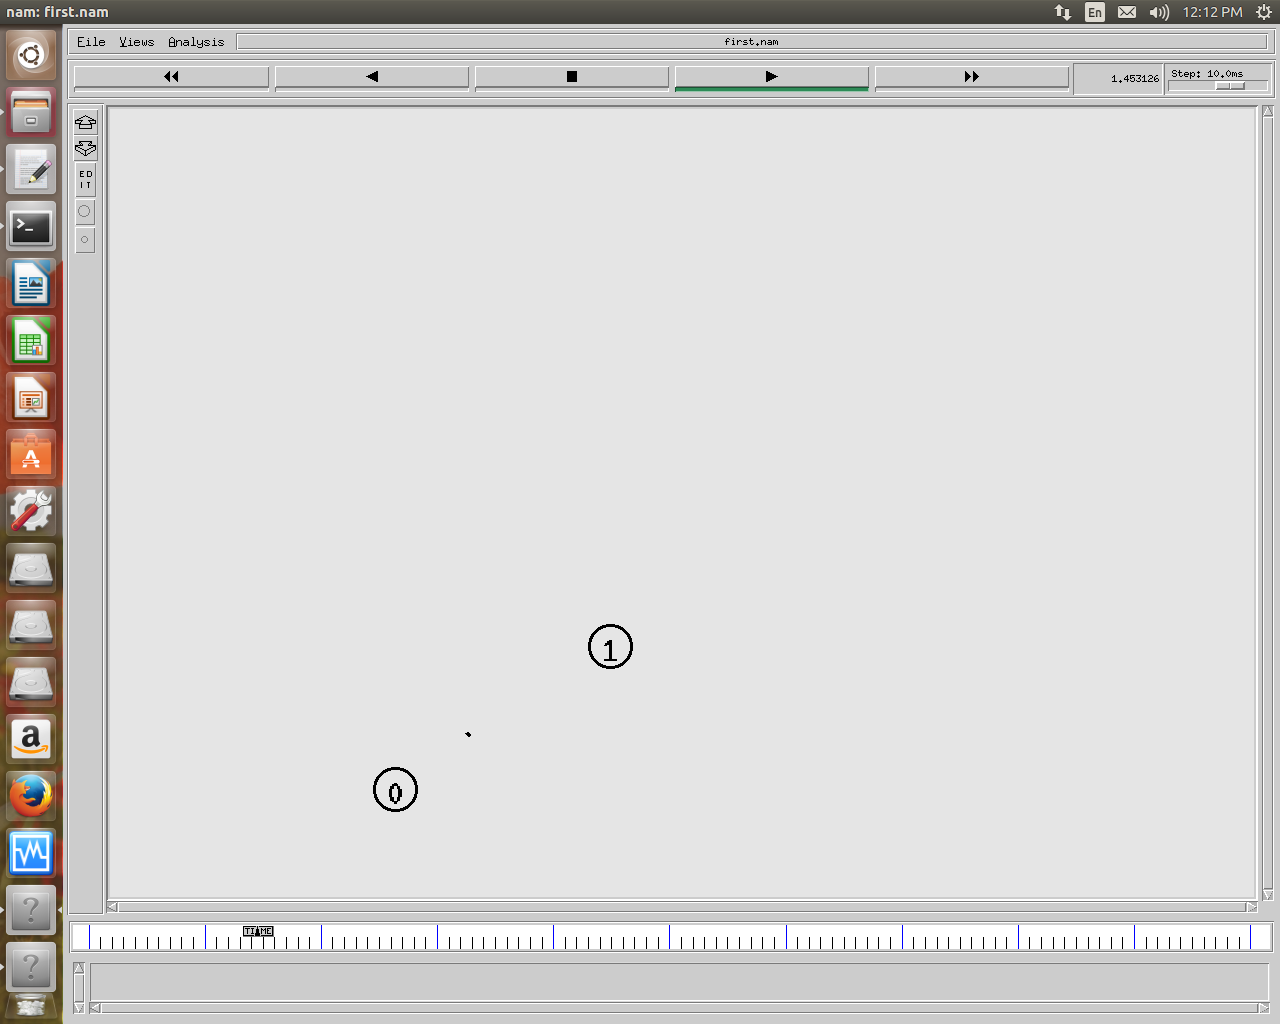 nam: first.nam
En
12:12 PM
File Views Analysis
first.nam
1.453126
Step: 10.0ms
ED
IT
1
0
TIME
a